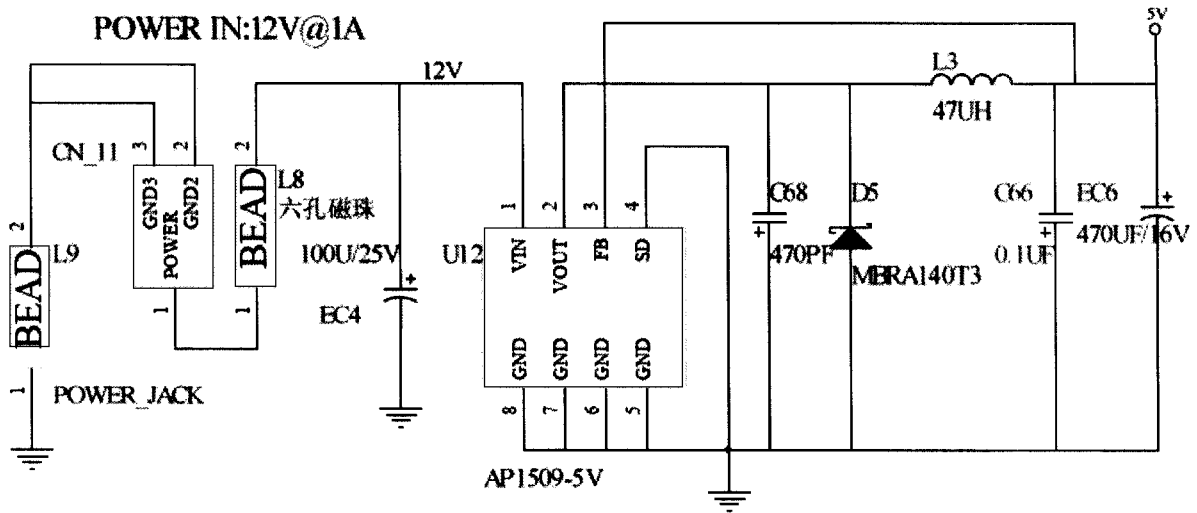 POWER IN:12V@1A
5V
12V
L3
47UH
CN_11
3
2
2
GND3
GND2
POWER
BEAD
L8
六孔磁珠
1
1
2
BEAD
L9
1
POWER_JACK
100U/25V
EC4
1
2
3
4
U12
VIN
VOUT
FB
SD
GND
GND
GND
GND
8
7
6
5
AP1509-5V
C68
470PF
D5
MBRA140T3
C66
0.1UF
EC6
470UF/16V